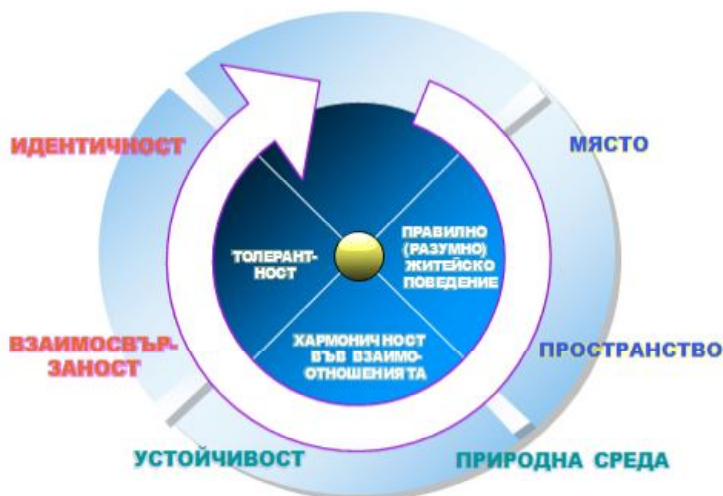 ИДЕНТИЧНОСТ
МЯСТО
ТОЛЕРАНТ-
НОСТ
ПРАВИЛНО
(РАЗУМНО)
ЖИТЕЙСКО
ПОВЕДЕНИЕ
ХАРМОНИЧНОСТ
ВЪВ ВЗАИМО-
ОТНОШЕНИЯТА
ВЗАИМОСВЪР-
ЗАНОСТ
ПРОСТРАНСТВО
УСТОЙЧИВОСТ
ПРИРОДНА СРЕДА